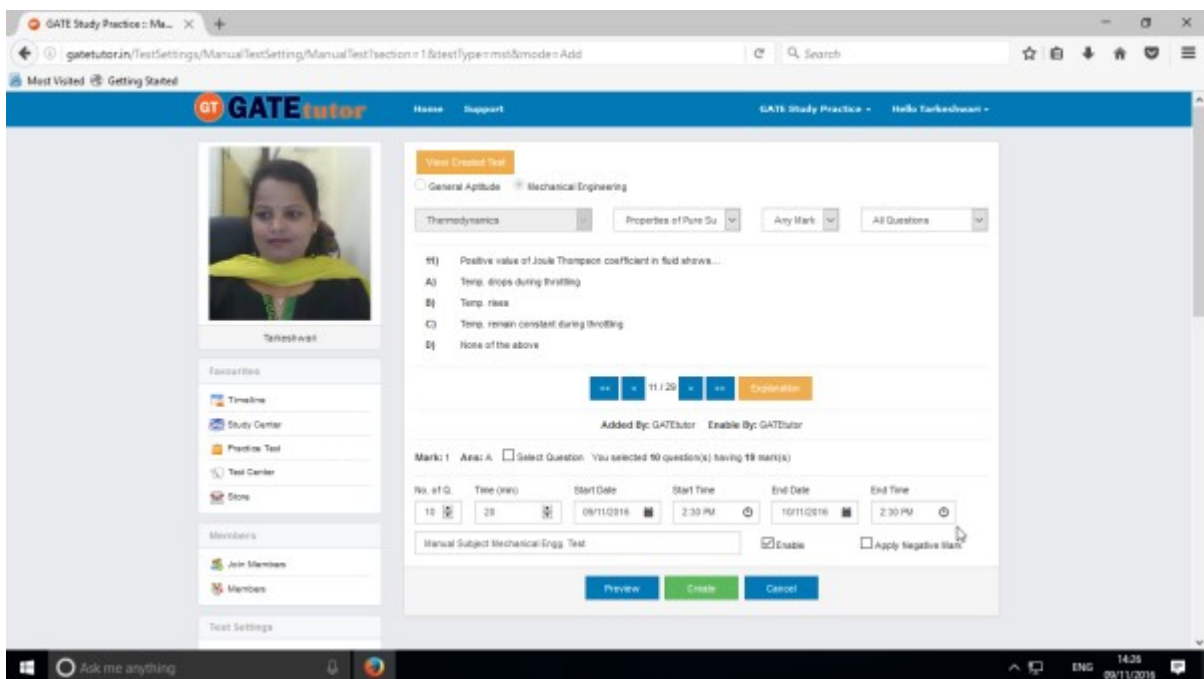 GATE Study Practice :: Ma...
gatetutor.in/TestSettings/ManualTestSetting/ManualTest?section=1&testType=mst&mode=Add
Search
Most Visited Getting Started
GT GATEtutor Home Support GATE Study Practice Hello Tarkeshwari
View Created Test
General Aptitude Mechanical Engineering
Thermodynamics Properties of Pure Su Any Mark All Questions
11) Positive value of Joule Thompson coefficient in fluid shows...
A) Temp. drops during throttling
B) Temp. rises
C) Temp. remain constant during throttling
D) None of the above
<< < 11 / 29 > >> Explanation
Added By: GATEtutor Enable By: GATEtutor
Mark: 1 Ans: A Select Question You selected 10 question(s) having 19 mark(s)
No. of Q. Time (min) Start Date Start Time End Date End Time
10 20 09/11/2016 2:30 PM 10/11/2016 2:30 PM
Manual Subject Mechanical Engg. Test Enable Apply Negative Mark
Preview Create Cancel
Tarkeshwari
Favourites
Timeline
Study Center
Practice Test
Test Center
Store
Members
Join Members
Members
Test Settings
Ask me anything
ENG 14:26
09/11/2016